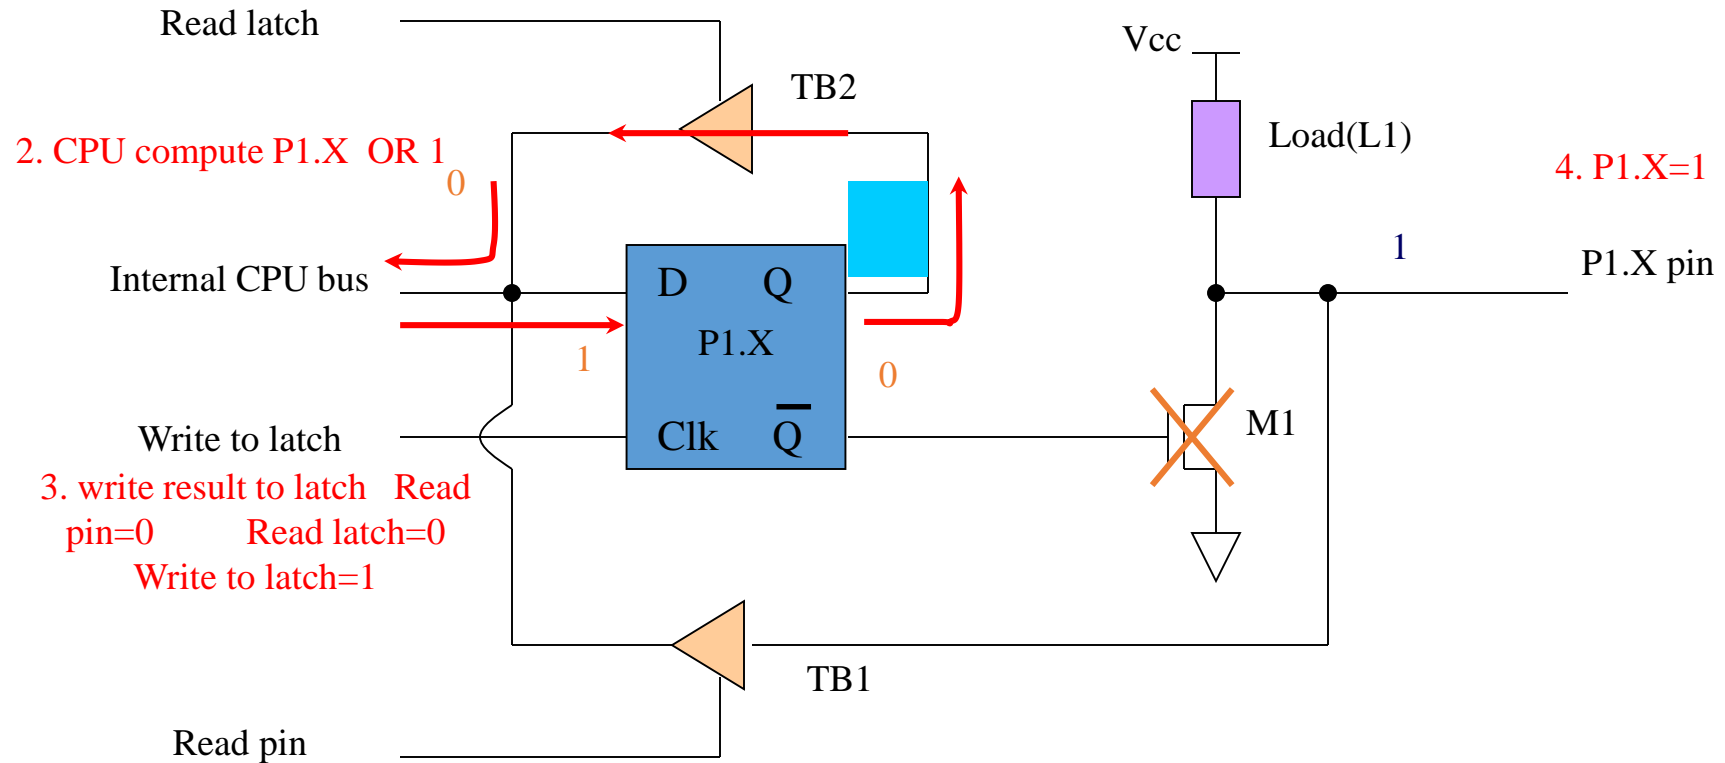 Read latch
Vcc
TB2
Load(L1)
2. CPU compute P1.X OR 1
4. P1.X=1
0
1
Internal CPU bus
D Q
P1.X pin
P1.X
1
0
Write to latch
Clk Q
M1
3. write result to latch Read
pin=0 Read latch=0
Write to latch=1
TB1
Read pin